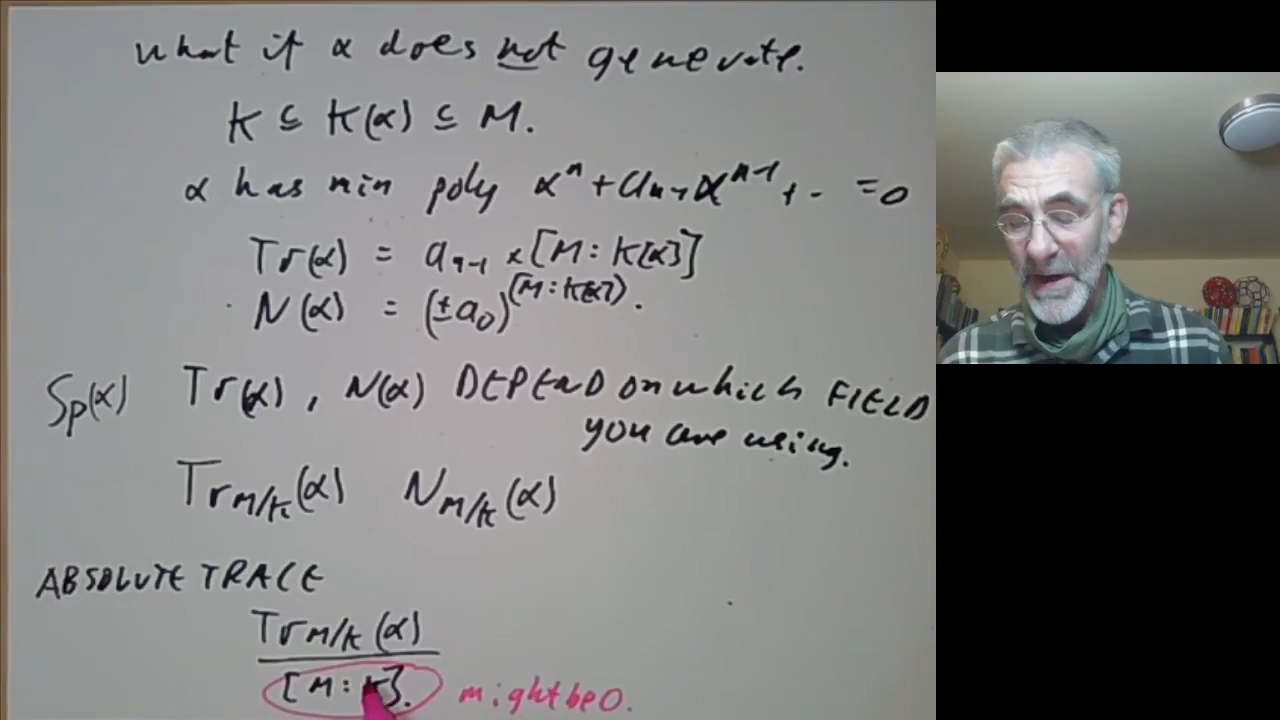 what if α does not generate.
K ⊆ K(α) ⊆ M.
α has min poly α^n + a_{n-1} α^{n-1} + - = 0
Tr(α) = a_{n-1} × [M : K(α)]
N(α) = (± a_0)^{[M : K(α)]}.
Sp(α) Tr(α), N(α) DEPEND on which FIELD
you are using.
Tr_{M/K}(α) N_{M/K}(α)
ABSOLUTE TRACE
Tr_{M/K}(α)
[M : K]. might be 0.